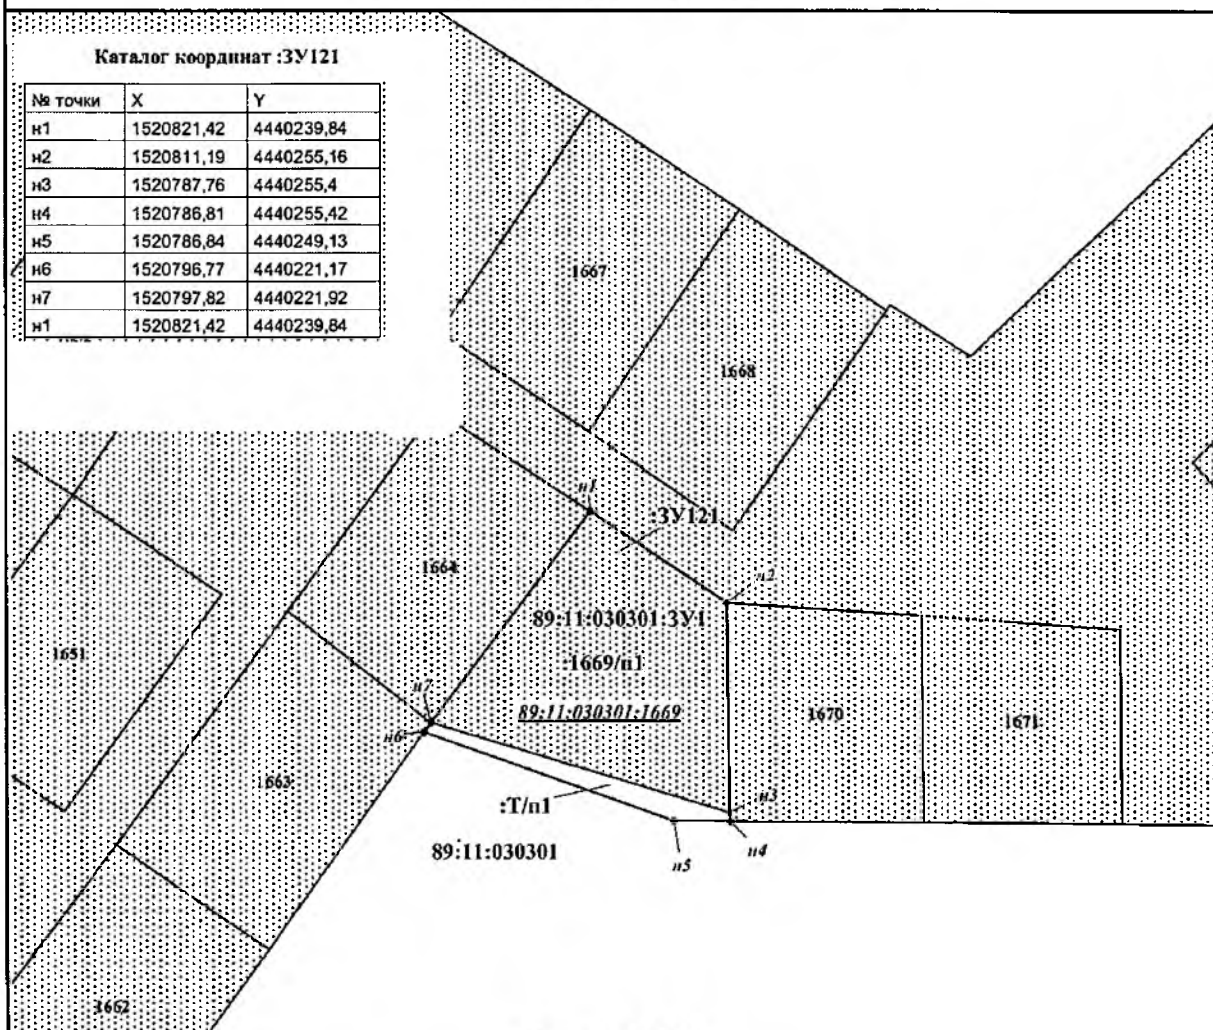 Каталог координат :ЗУ121
№ точки X Y
н1 1520821,42 4440239,84
н2 1520811,19 4440255,16
н3 1520787,76 4440255,4
н4 1520786,81 4440255,42
н5 1520786,84 4440249,13
н6 1520796,77 4440221,17
н7 1520797,82 4440221,92
н1 1520821,42 4440239,84
1667
1668
н1
:ЗУ121
1664
н2
89:11:030301:ЗУ1
1651
:1669/п1
н7
89:11:030301:1669
1670
1671
н6
1663
:Т/п1
н3
89:11:030301
н5
н4
1662